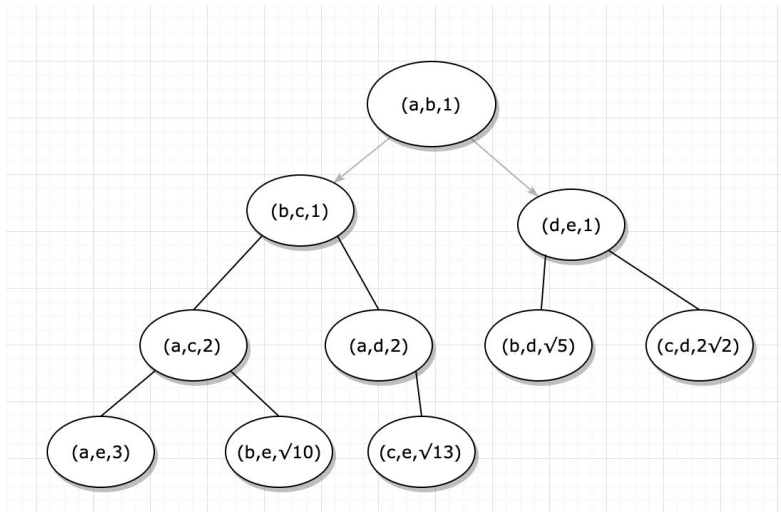 (a,b,1)
(b,c,1)
(d,e,1)
(a,c,2)
(a,d,2)
(b,d,√5)
(c,d,2√2)
(a,e,3)
(b,e,√10)
(c,e,√13)